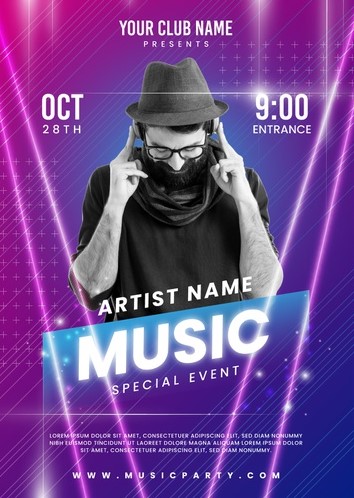 YOUR CLUB NAME
PRESENTS
OCT
28TH
9:00
ENTRANCE
ARTIST NAME
MUSIC
SPECIAL EVENT
LOREM IPSUM DOLOR SIT AMET, CONSECTETUER ADIPISCING ELIT, SED DIAM NONUMMY
NIBH EUISMOD TINCIDUNT UT LAOREET DOLORE MAGNA ALIQUAM LOREM IPSUM DOLOR SIT AMET,
CONSECTETUER ADIPISCING ELIT, SED DIAM NONUMMY.
WWW.MUSICPARTY.COM